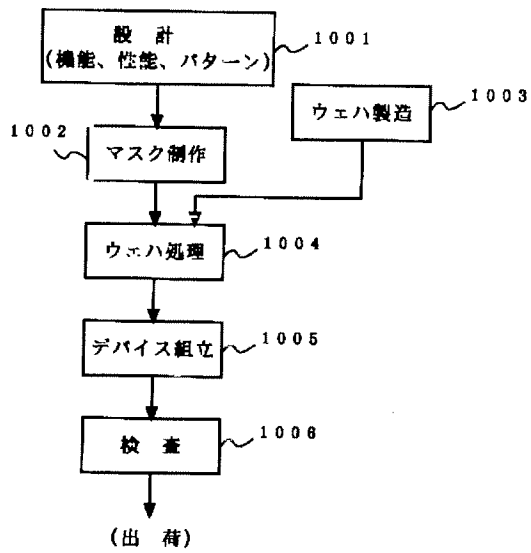 設 計
(機能、性能、パターン)
1001
1002
マスク制作
ウェハ製造
1003
ウェハ処理
1004
デバイス組立
1005
検 査
1006
(出 荷)